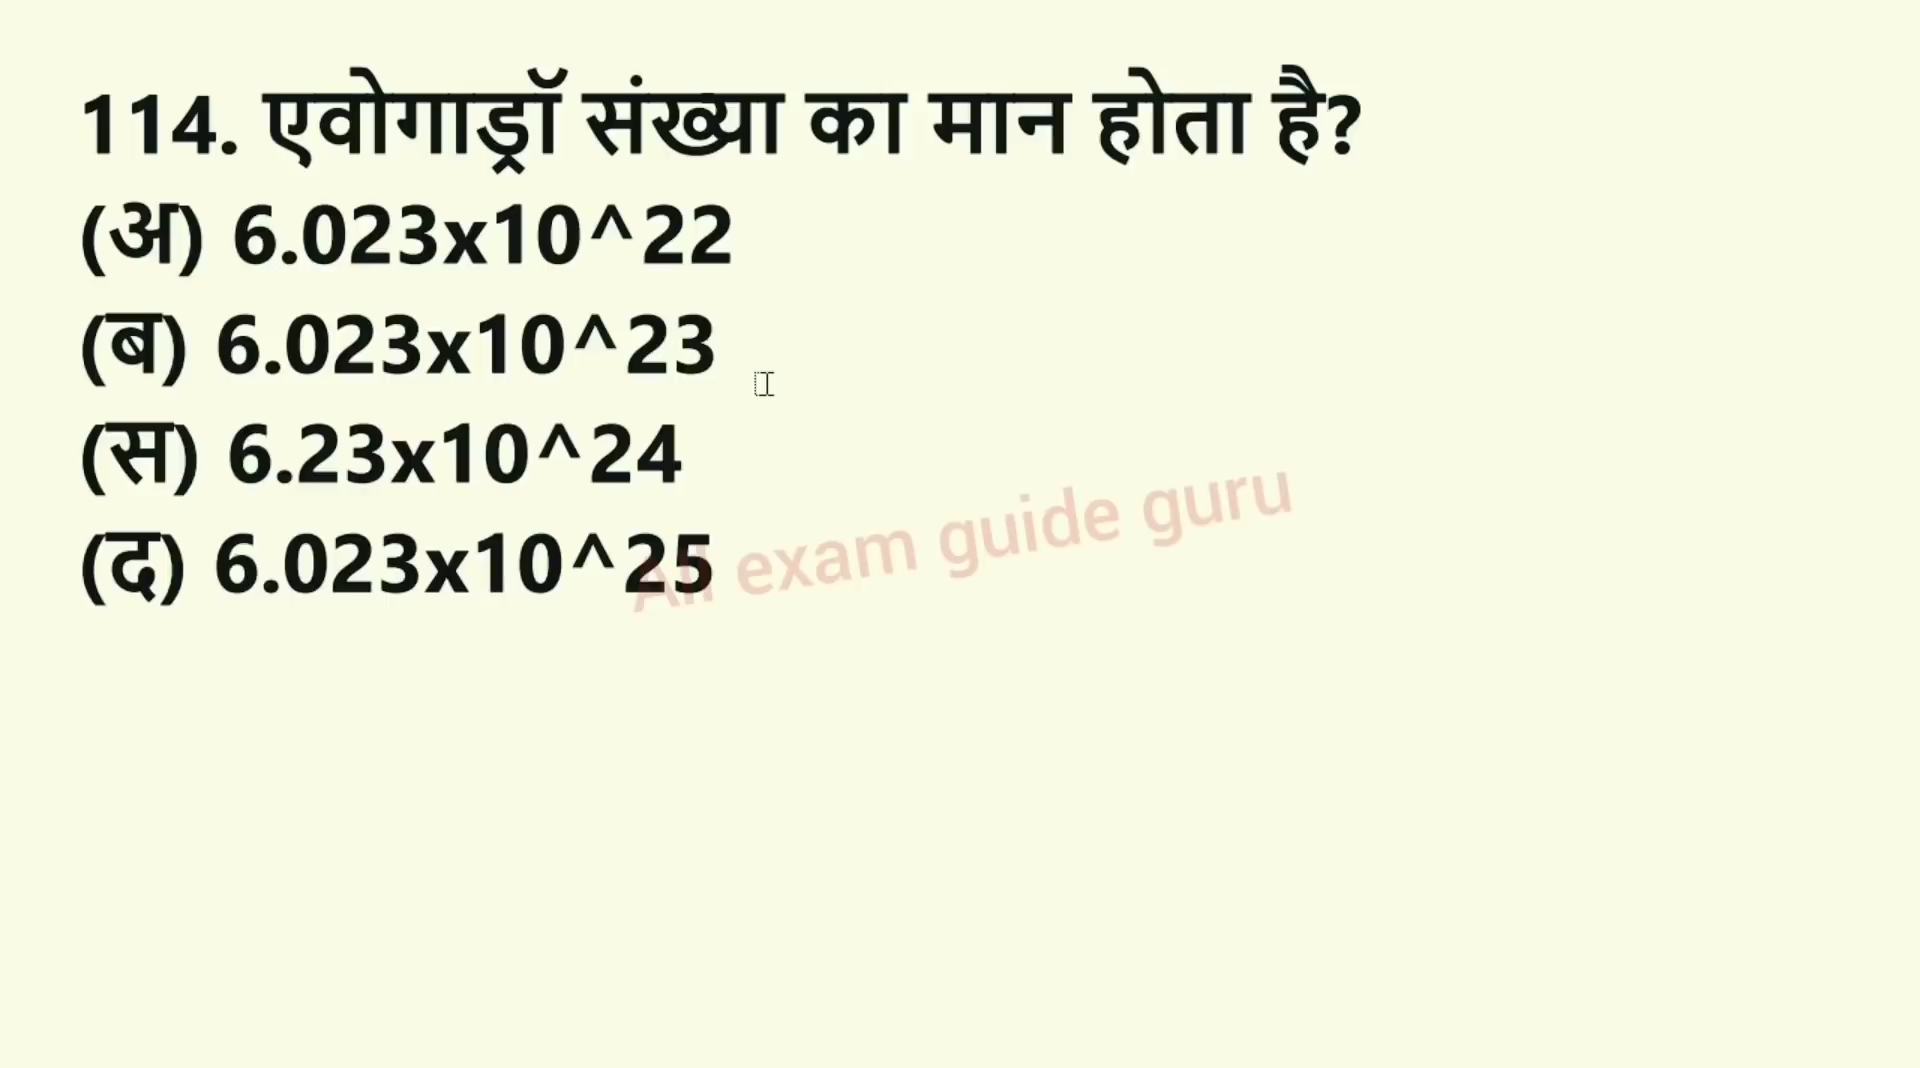 114. एवोगाड्रॉ संख्या का मान होता है?
(अ) 6.023x10^22
(ब) 6.023x10^23
(स) 6.23x10^24
(द) 6.023x10^25
All exam guide guru